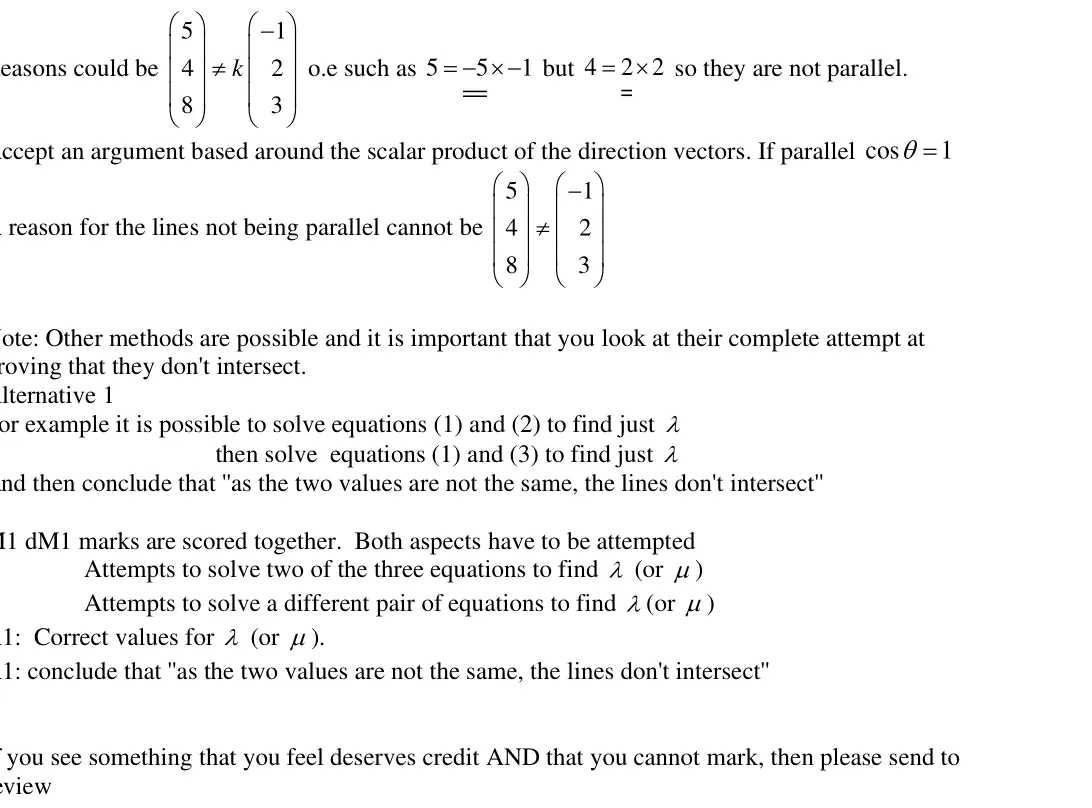 easons could be (5 4 8) ≠ k (−1 2 3) o.e such as 5 = −5 × −1 but 4 = 2 × 2 so they are not parallel.
ccept an argument based around the scalar product of the direction vectors. If parallel cos θ = 1
reason for the lines not being parallel cannot be (5 4 8) ≠ (−1 2 3)
ote: Other methods are possible and it is important that you look at their complete attempt at
roving that they don't intersect.
lternative 1
or example it is possible to solve equations (1) and (2) to find just λ
then solve equations (1) and (3) to find just λ
nd then conclude that "as the two values are not the same, the lines don't intersect"
1 dM1 marks are scored together. Both aspects have to be attempted
Attempts to solve two of the three equations to find λ (or μ )
Attempts to solve a different pair of equations to find λ (or μ )
1: Correct values for λ (or μ ).
1: conclude that "as the two values are not the same, the lines don't intersect"
you see something that you feel deserves credit AND that you cannot mark, then please send to
eview